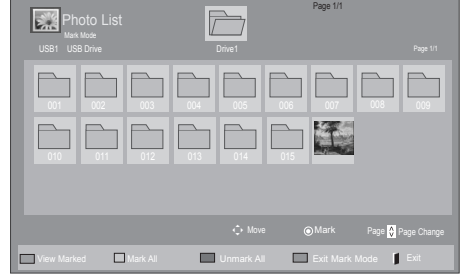 Page 1/1
Photo List
Mark Mode
USB1 USB Drive Drive1 Page 1/1
001 002 003 004 005 006 007 008 009
010 011 012 013 014 015
Move Mark Page Page Change
View Marked Mark All Unmark All Exit Mark Mode Exit